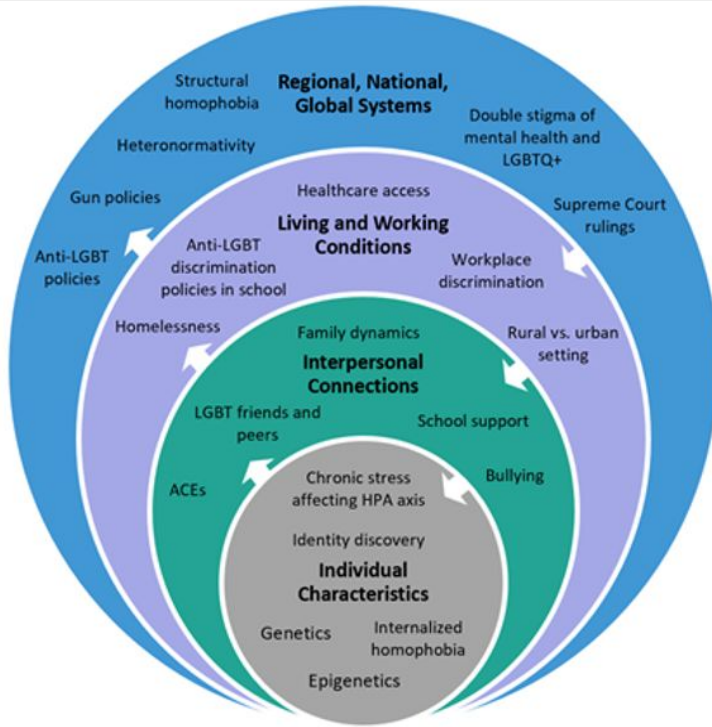 Structural
homophobia
Regional, National,
Global Systems
Double stigma of
mental health and
LGBTQ+
Heteronormativity
Gun policies
Supreme Court
rulings
Anti-LGBT
policies
Healthcare access
Living and Working
Conditions
Anti-LGBT
discrimination
policies in school
Workplace
discrimination
Homelessness
Rural vs. urban
setting
Family dynamics
Interpersonal
Connections
LGBT friends and
peers
School support
ACEs
Bullying
Chronic stress
affecting HPA axis
Identity discovery
Individual
Characteristics
Genetics
Internalized
homophobia
Epigenetics